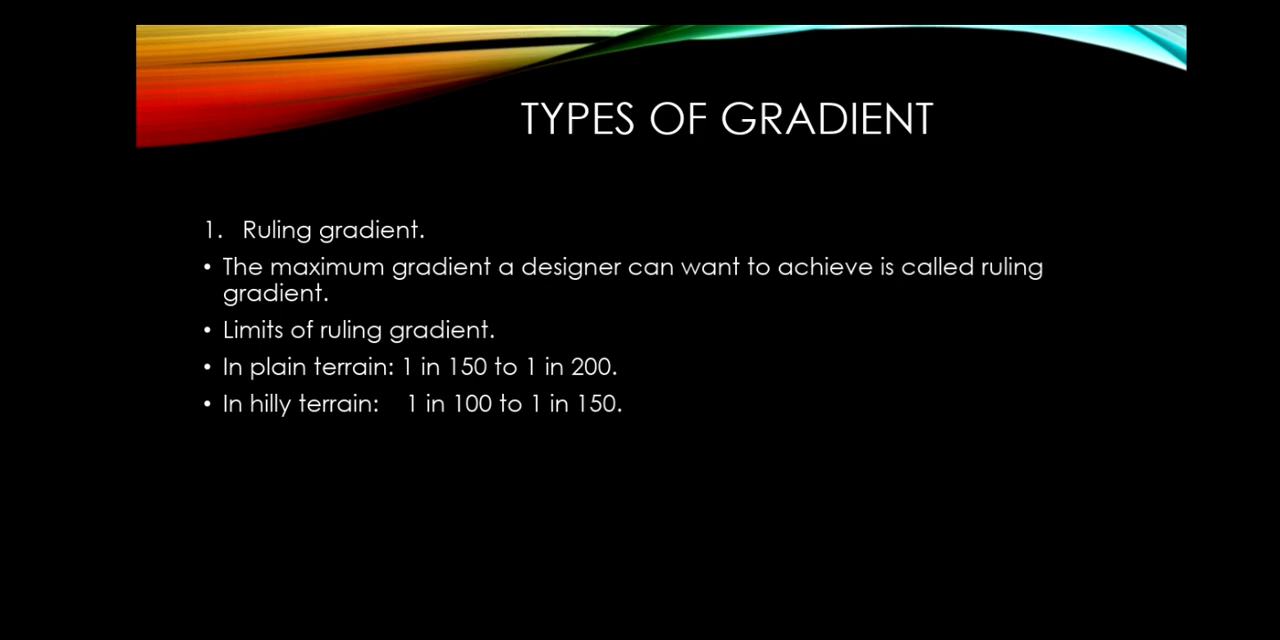 TYPES OF GRADIENT
1. Ruling gradient.
• The maximum gradient a designer can want to achieve is called ruling
gradient.
• Limits of ruling gradient.
• In plain terrain: 1 in 150 to 1 in 200.
• In hilly terrain: 1 in 100 to 1 in 150.